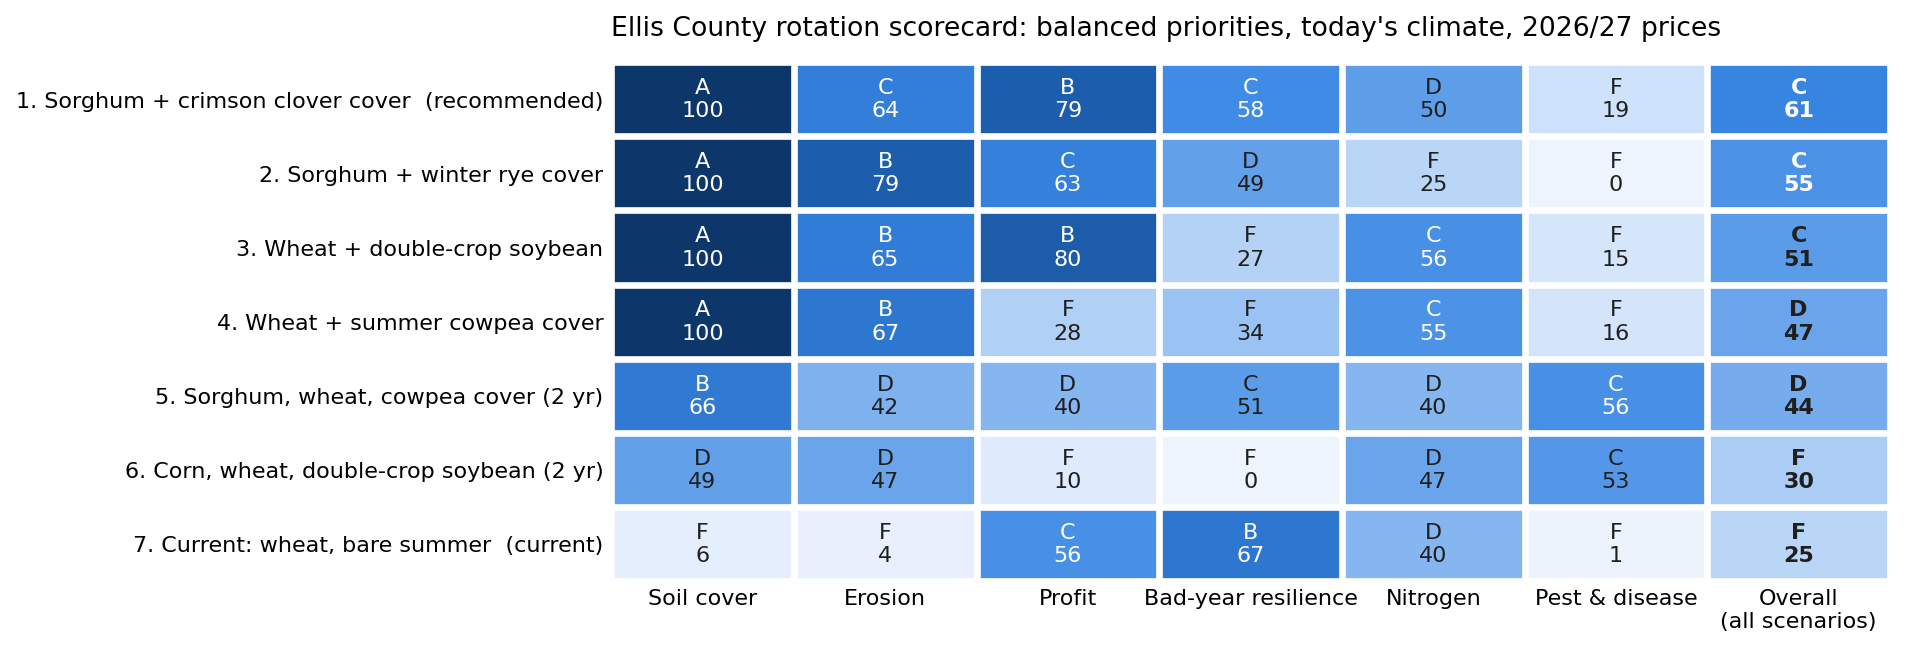 Ellis County rotation scorecard: balanced priorities, today's climate, 2026/27 prices
1. Sorghum + crimson clover cover (recommended)
A C B C D F C
100 64 79 58 50 19 61
2. Sorghum + winter rye cover
A B C D F F C
100 79 63 49 25 0 55
3. Wheat + double-crop soybean
A B B F C F C
100 65 80 27 56 15 51
4. Wheat + summer cowpea cover
A B F F C F D
100 67 28 34 55 16 47
5. Sorghum, wheat, cowpea cover (2 yr)
B D D C D C D
66 42 40 51 40 56 44
6. Corn, wheat, double-crop soybean (2 yr)
D D F F D C F
49 47 10 0 47 53 30
7. Current: wheat, bare summer (current)
F F C B D F F
6 4 56 67 40 1 25
Soil cover Erosion Profit Bad-year resilience Nitrogen Pest & disease Overall
(all scenarios)